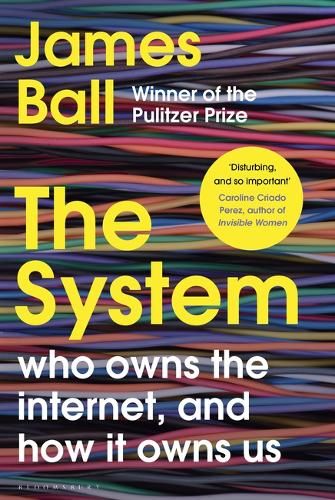 James
Ball
Winner of the
Pulitzer Prize
‘Disturbing,
and so important’
Caroline Criado
Perez, author of
Invisible Women
The
System
who owns the
internet, and
how it owns us
BLOOMSBURY